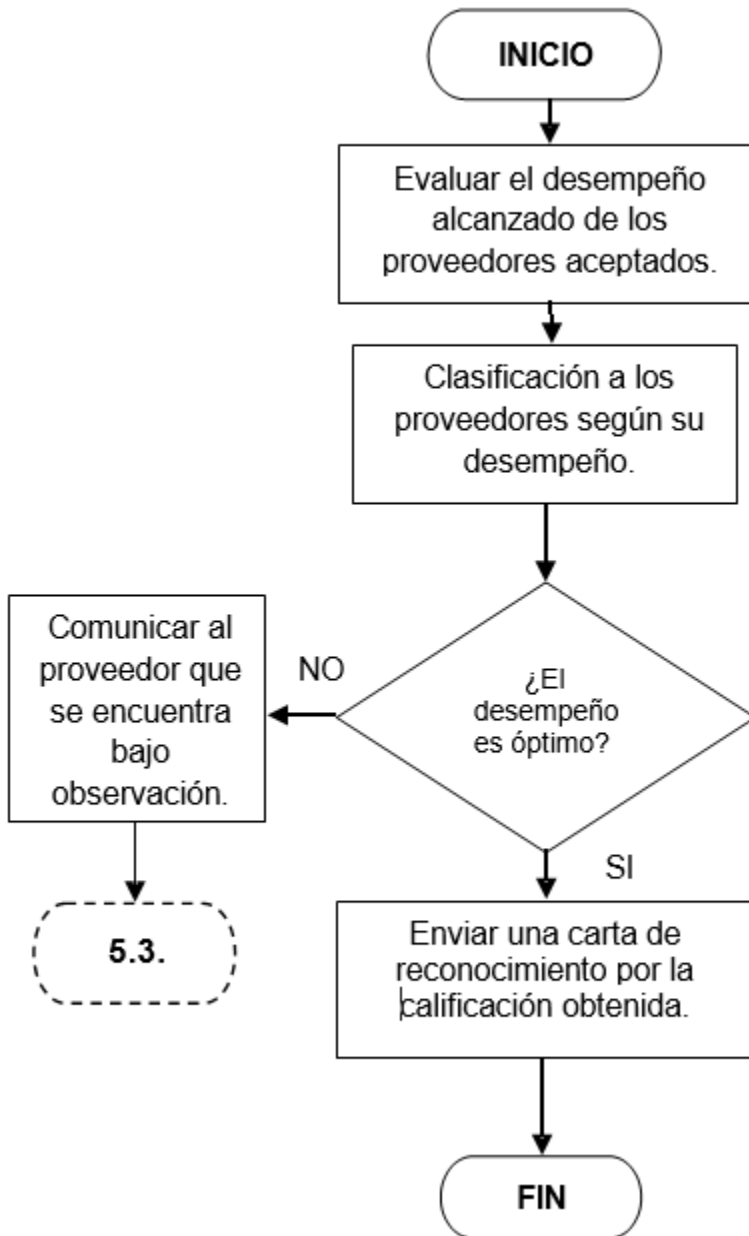 INICIO
Evaluar el desempeño
alcanzado de los
proveedores aceptados.
Clasificación a los
proveedores según su
desempeño.
¿El
desempeño
es óptimo?
NO
Comunicar al
proveedor que
se encuentra
bajo
observación.
5.3.
SI
Enviar una carta de
reconocimiento por la
calificación obtenida.
FIN